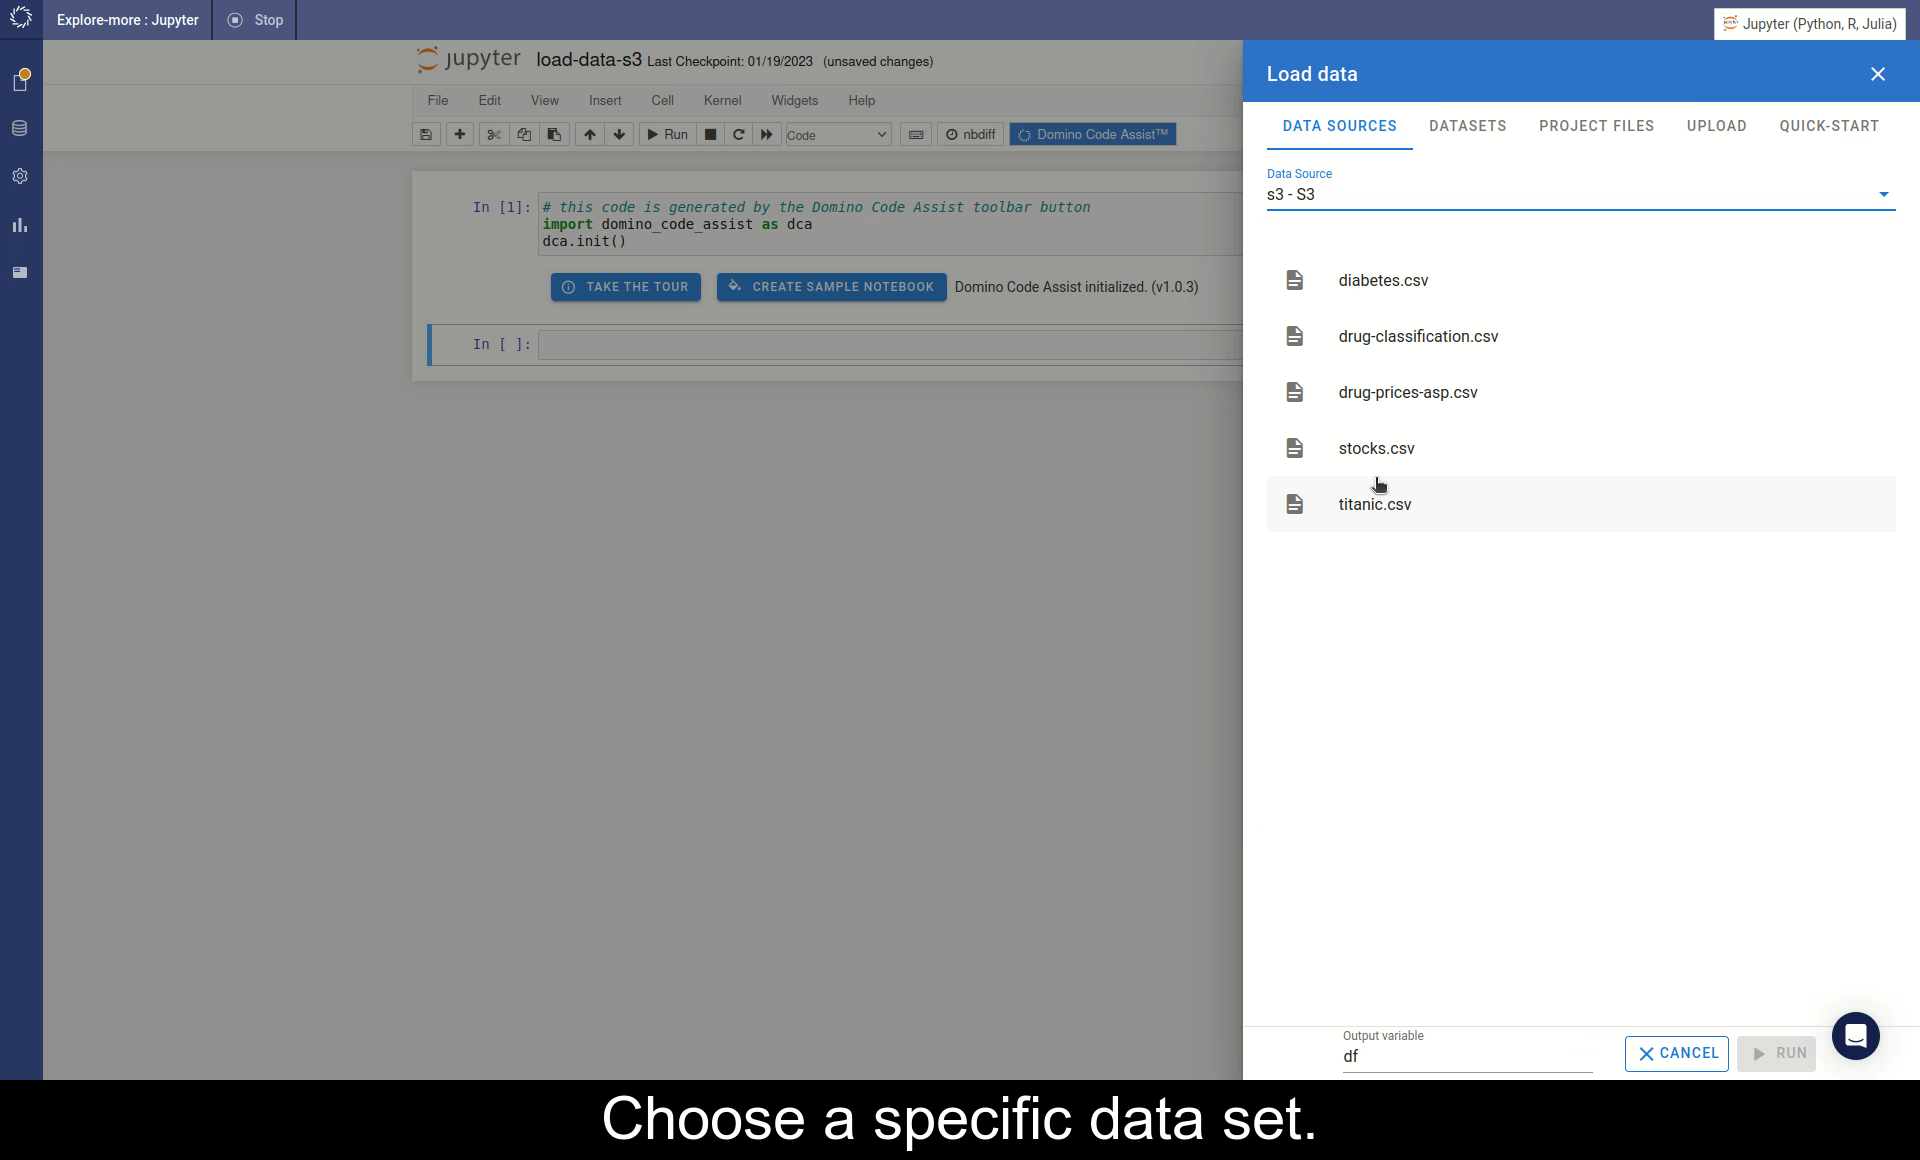 Explore-more : Jupyter
Stop
Jupyter (Python, R, Julia)
jupyter load-data-s3 Last Checkpoint: 01/19/2023 (unsaved changes)
File Edit View Insert Cell Kernel Widgets Help
Run Code nbdiff Domino Code Assist™
In [1]: # this code is generated by the Domino Code Assist toolbar button
import domino_code_assist as dca
dca.init()
TAKE THE TOUR CREATE SAMPLE NOTEBOOK Domino Code Assist initialized. (v1.0.3)
In [ ]:
Load data
DATA SOURCES DATASETS PROJECT FILES UPLOAD QUICK-START
Data Source
s3 - S3
diabetes.csv
drug-classification.csv
drug-prices-asp.csv
stocks.csv
titanic.csv
Output variable
df
CANCEL RUN
Choose a specific data set.